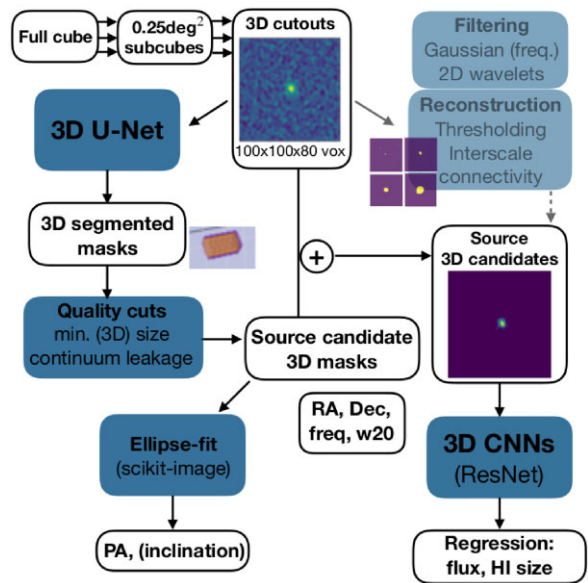 Full cube
0.25deg²
subcubes
3D cutouts
100x100x80 vox
Filtering
Gaussian (freq.)
2D wavelets
Reconstruction
Thresholding
Interscale
connectivity
3D U-Net
3D segmented
masks
Quality cuts
min. (3D) size
continuum leakage
Source candidate
3D masks
+
Source
3D candidates
RA, Dec,
freq, w20
Ellipse-fit
(scikit-image)
3D CNNs
(ResNet)
PA, (inclination)
Regression:
flux, HI size